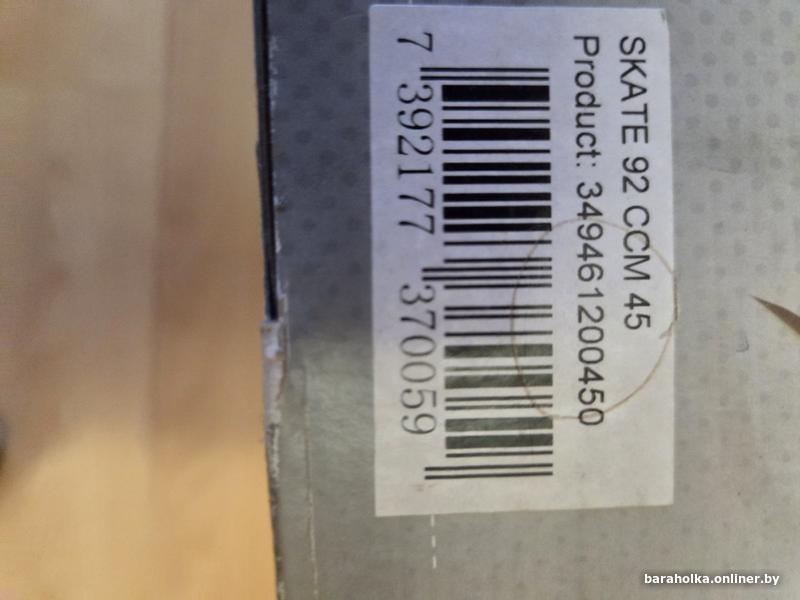 SKATE 92 CCM 45
Product: 349461200450
7 392177 370059
baraholka.onliner.by